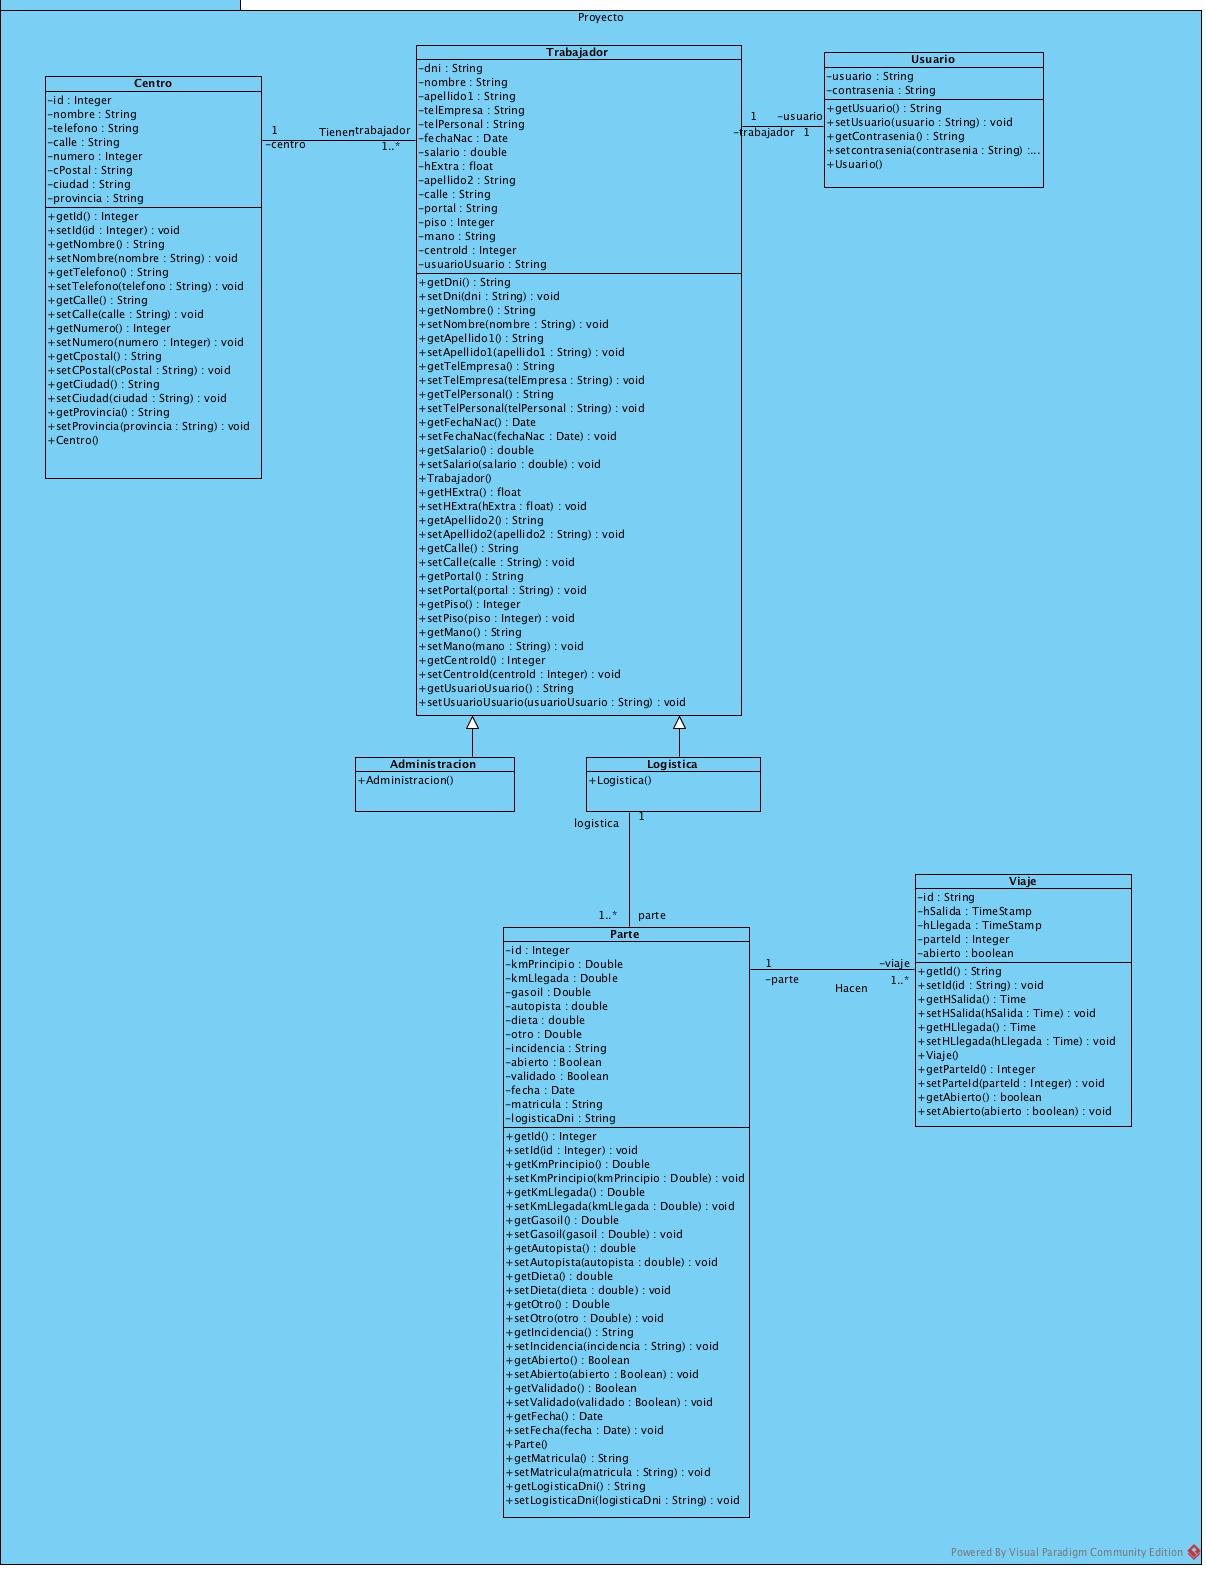 Proyecto
Centro
-id : Integer
-nombre : String
-telefono : String
-calle : String
-numero : Integer
-cPostal : String
-ciudad : String
-provincia : String
+getId() : Integer
+setId(id : Integer) : void
+getNombre() : String
+setNombre(nombre : String) : void
+getTelefono() : String
+setTelefono(telefono : String) : void
+getCalle() : String
+setCalle(calle : String) : void
+getNumero() : Integer
+setNumero(numero : Integer) : void
+getCpostal() : String
+setCPostal(cPostal : String) : void
+getCiudad() : String
+setCiudad(ciudad : String) : void
+getProvincia() : String
+setProvincia(provincia : String) : void
+Centro()
1
-centro
Tienen
-trabajador
1..*
Trabajador
-dni : String
-nombre : String
-apellido1 : String
-telEmpresa : String
-telPersonal : String
-fechaNac : Date
-salario : double
-hExtra : float
-apellido2 : String
-calle : String
-portal : String
-piso : Integer
-mano : String
-centroId : Integer
-usuarioUsuario : String
+getDni() : String
+setDni(dni : String) : void
+getNombre() : String
+setNombre(nombre : String) : void
+getApellido1() : String
+setApellido1(apellido1 : String) : void
+getTelEmpresa() : String
+setTelEmpresa(telEmpresa : String) : void
+getTelPersonal() : String
+setTelPersonal(telPersonal : String) : void
+getFechaNac() : Date
+setFechaNac(fechaNac : Date) : void
+getSalario() : double
+setSalario(salario : double) : void
+Trabajador()
+getHExtra() : float
+setHExtra(hExtra : float) : void
+getApellido2() : String
+setApellido2(apellido2 : String) : void
+getCalle() : String
+setCalle(calle : String) : void
+getPortal() : String
+setPortal(portal : String) : void
+getPiso() : Integer
+setPiso(piso : Integer) : void
+getMano() : String
+setMano(mano : String) : void
+getCentroId() : Integer
+setCentroId(centroId : Integer) : void
+getUsuarioUsuario() : String
+setUsuarioUsuario(usuarioUsuario : String) : void
1
-usuario
-trabajador
1
Usuario
-usuario : String
-contrasenia : String
+getUsuario() : String
+setUsuario(usuario : String) : void
+getContrasenia() : String
+setcontrasenia(contrasenia : String) :...
+Usuario()
Administracion
+Administracion()
Logistica
+Logistica()
logistica
1
1..*
parte
Parte
-id : Integer
-kmPrincipio : Double
-kmLlegada : Double
-gasoil : Double
-autopista : double
-dieta : double
-otro : Double
-incidencia : String
-abierto : Boolean
-validado : Boolean
-fecha : Date
-matricula : String
-logisticaDni : String
+getId() : Integer
+setId(id : Integer) : void
+getKmPrincipio() : Double
+setKmPrincipio(kmPrincipio : Double) : void
+getKmLlegada() : Double
+setKmLlegada(kmLlegada : Double) : void
+getGasoil() : Double
+setGasoil(gasoil : Double) : void
+getAutopista() : double
+setAutopista(autopista : double) : void
+getDieta() : double
+setDieta(dieta : double) : void
+getOtro() : Double
+setOtro(otro : Double) : void
+getIncidencia() : String
+setIncidencia(incidencia : String) : void
+getAbierto() : Boolean
+setAbierto(abierto : Boolean) : void
+getValidado() : Boolean
+setValidado(validado : Boolean) : void
+getFecha() : Date
+setFecha(fecha : Date) : void
+Parte()
+getMatricula() : String
+setMatricula(matricula : String) : void
+getLogisticaDni() : String
+setLogisticaDni(logisticaDni : String) : void
1
-parte
Hacen
-viaje
1..*
Viaje
-id : String
-hSalida : TimeStamp
-hLlegada : TimeStamp
-parteId : Integer
-abierto : boolean
+getId() : String
+setId(id : String) : void
+getHSalida() : Time
+setHSalida(hSalida : Time) : void
+getHLlegada() : Time
+setHLlegada(hLlegada : Time) : void
+Viaje()
+getParteId() : Integer
+setParteId(parteId : Integer) : void
+getAbierto() : boolean
+setAbierto(abierto : boolean) : void
Powered By Visual Paradigm Community Edition